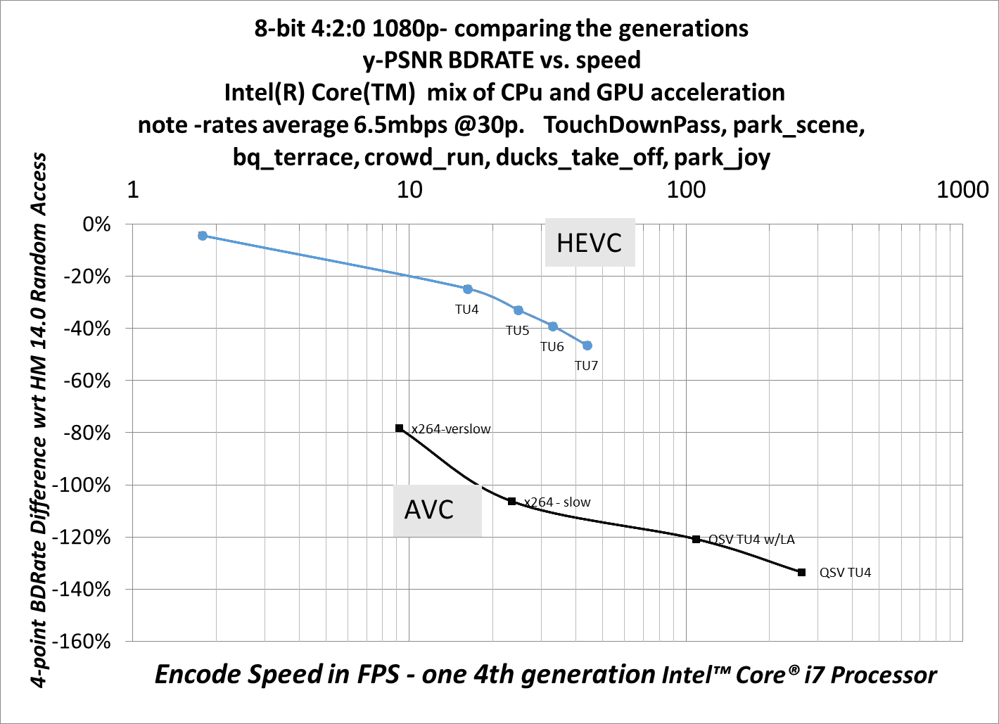 8-bit 4:2:0 1080p- comparing the generations
y-PSNR BDRATE vs. speed
Intel(R) Core(TM)  mix of CPu and GPU acceleration
note -rates average 6.5mbps @30p.   TouchDownPass, park_scene,
bq_terrace, crowd_run, ducks_take_off, park_joy
1 10 100 1000
4-point BDRate Difference wrt HM 14.0 Random Access
0%
-20%
-40%
-60%
-80%
-100%
-120%
-140%
-160%
HEVC
TU4
TU5
TU6
TU7
x264-verslow
AVC
x264 - slow
QSV TU4 w/LA
QSV TU4
Encode Speed in FPS - one 4th generation Intel™ Core® i7 Processor